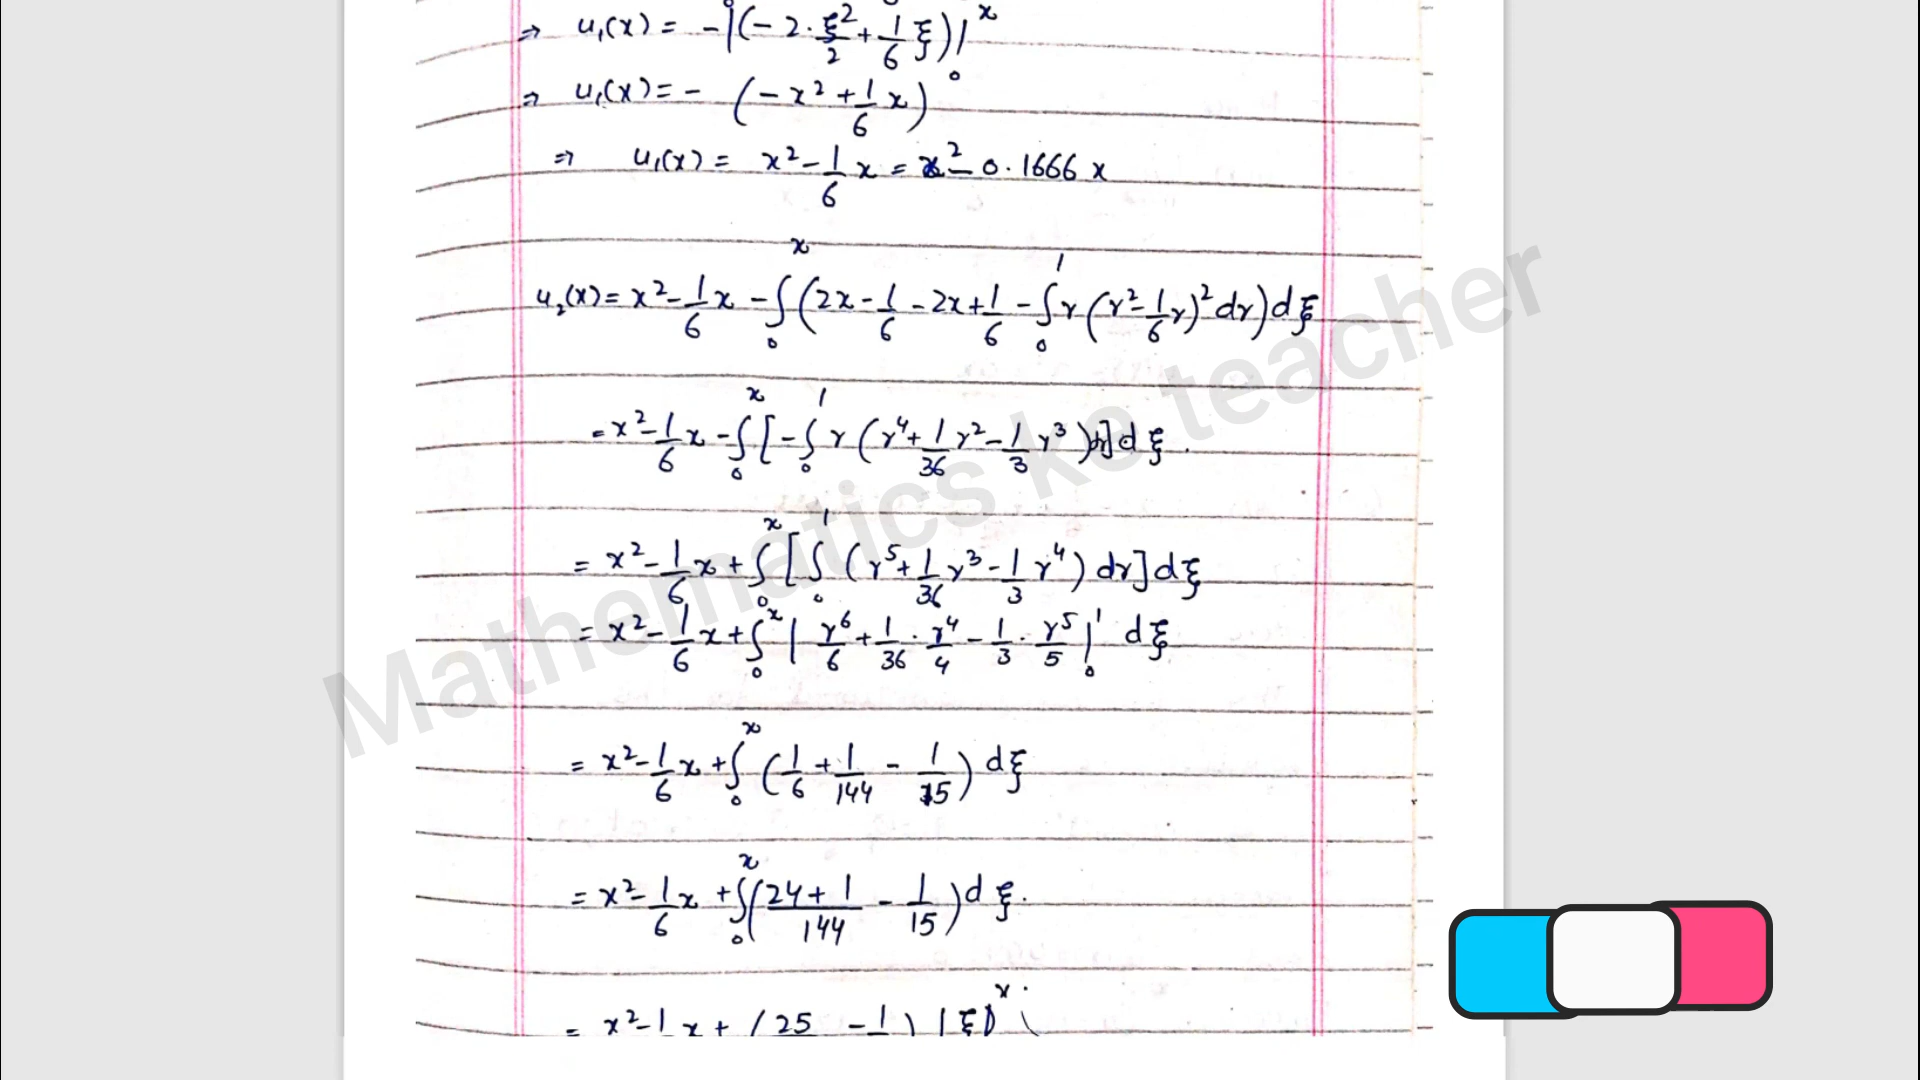 ⇒ u₁(x) = -|(-2·ξ²/2 + 1/6 ξ)|₀ˣ
⇒ u₁(x) = - (-x² + 1/6 x)
⇒ u₁(x) = x² - 1/6 x = x² - 0.1666 x
u₂(x) = x² - 1/6 x - ∫₀ˣ (2x - 1/6 - 2x + 1/6 - ∫₀¹ r (r² - 1/6 r)² dr) dξ
= x² - 1/6 x - ∫₀ˣ [-∫₀¹ r (r⁴ + 1/36 r² - 1/3 r³) dr] dξ.
= x² - 1/6 x + ∫₀ˣ [∫₀¹ (r⁵ + 1/36 r³ - 1/3 r⁴) dr] dξ
= x² - 1/6 x + ∫₀ˣ | r⁶/6 + 1/36 · r⁴/4 - 1/3 · r⁵/5 |₀¹ dξ
= x² - 1/6 x + ∫₀ˣ (1/6 + 1/144 - 1/15) dξ
= x² - 1/6 x + ∫₀ˣ ((24 + 1)/144 - 1/15) dξ.
= x² - 1 x + (25 - 1) |ξ|ˣ
Mathematics ke teacher